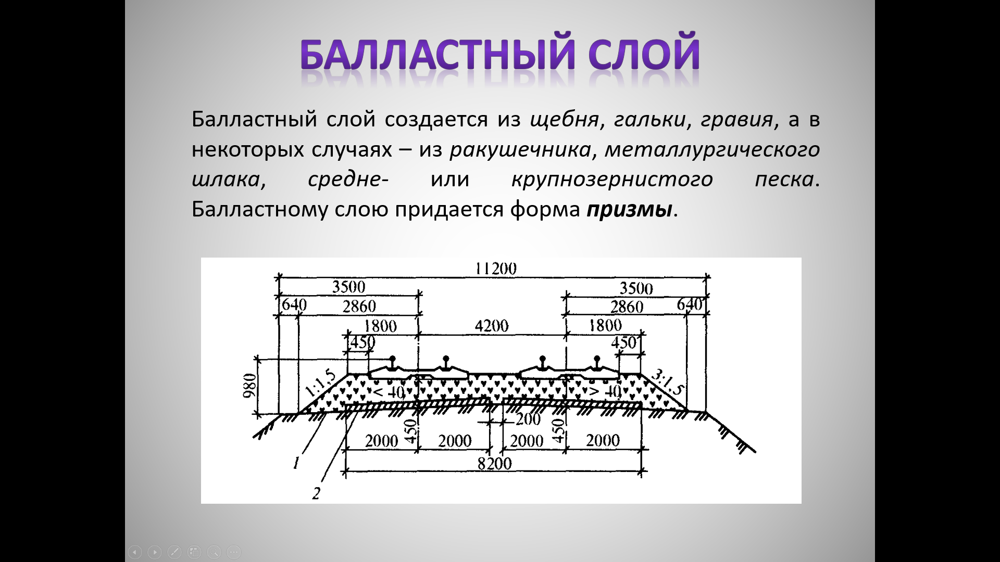 БАЛЛАСТНЫЙ СЛОЙ
Балластный слой создается из щебня, гальки, гравия, а в
некоторых случаях – из ракушечника, металлургического
шлака, средне- или крупнозернистого песка.
Балластному слою придается форма призмы.
11200
3500 3500
640 2860 2860 640
1800 4200 1800
450 450
980 1:1,5 3:1,5
< 40 > 40
200
450 450
2000 2000 2000 2000
1
8200
2